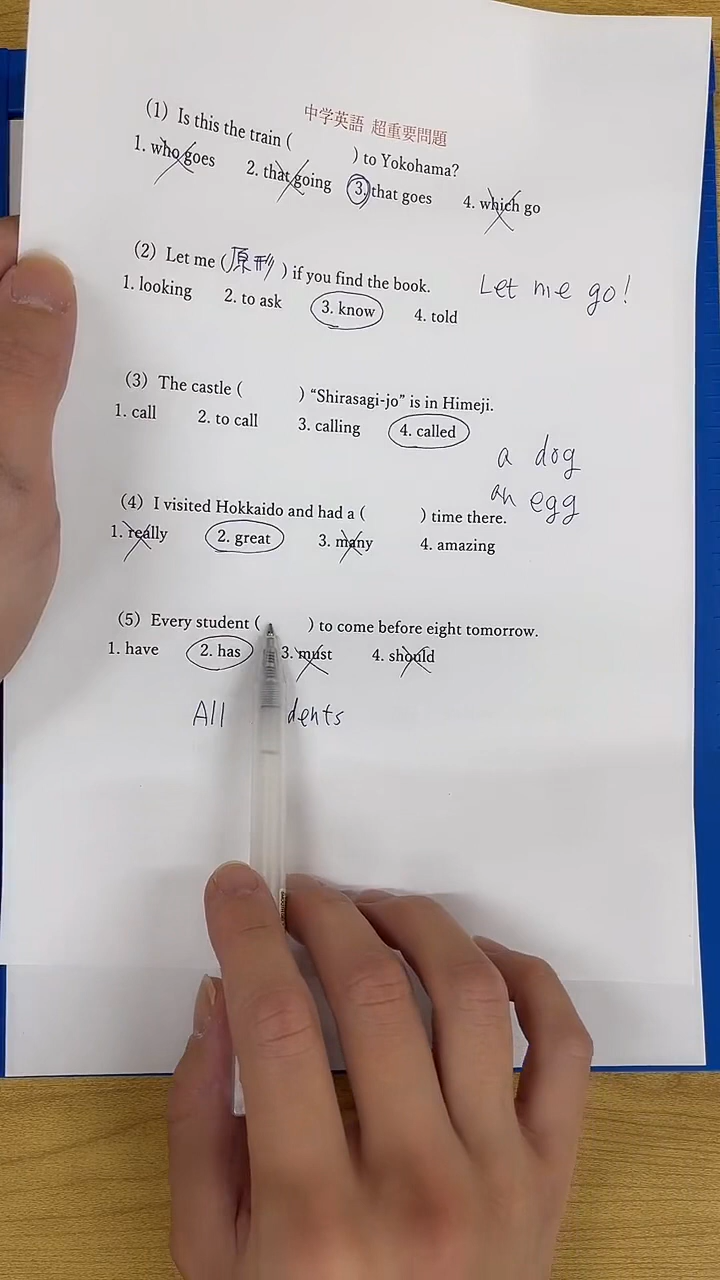 中学英語 超重要問題
(1) Is this the train ( ) to Yokohama?
1. who goes 2. that going 3. that goes 4. which go
(2) Let me (原形) if you find the book.
1. looking 2. to ask 3. know 4. told
Let me go!
(3) The castle ( ) “Shirasagi-jo” is in Himeji.
1. call 2. to call 3. calling 4. called
a dog
an egg
(4) I visited Hokkaido and had a ( ) time there.
1. really 2. great 3. many 4. amazing
(5) Every student ( ) to come before eight tomorrow.
1. have 2. has 3. must 4. should
All dents